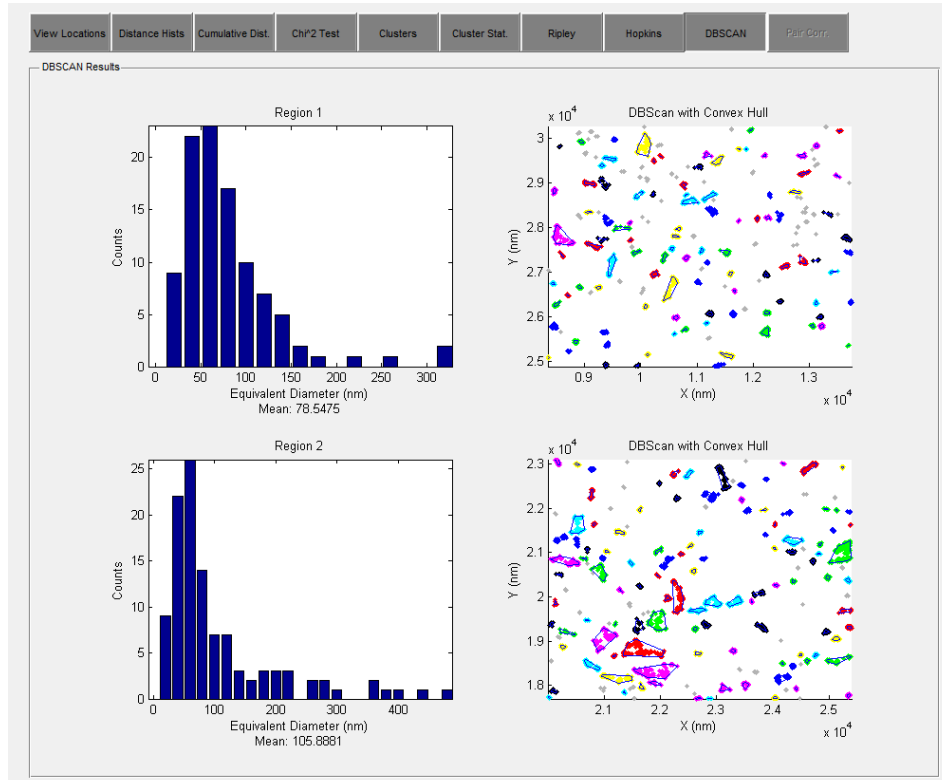 View Locations Distance Hists Cumulative Dist. Chi^2 Test Clusters Cluster Stat. Ripley Hopkins DBSCAN Pair Corr.
DBSCAN Results
Region 1
Counts
20
15
10
5
0
0 50 100 150 200 250 300
Equivalent Diameter (nm)
Mean: 78.5475
DBScan with Convex Hull
x 10^4
Y (nm)
3
2.9
2.8
2.7
2.6
2.5
0.9 1 1.1 1.2 1.3
X (nm)
x 10^4
Region 2
Counts
25
20
15
10
5
0
0 100 200 300 400
Equivalent Diameter (nm)
Mean: 105.8881
DBScan with Convex Hull
x 10^4
Y (nm)
2.3
2.2
2.1
2
1.9
1.8
2.1 2.2 2.3 2.4 2.5
X (nm)
x 10^4